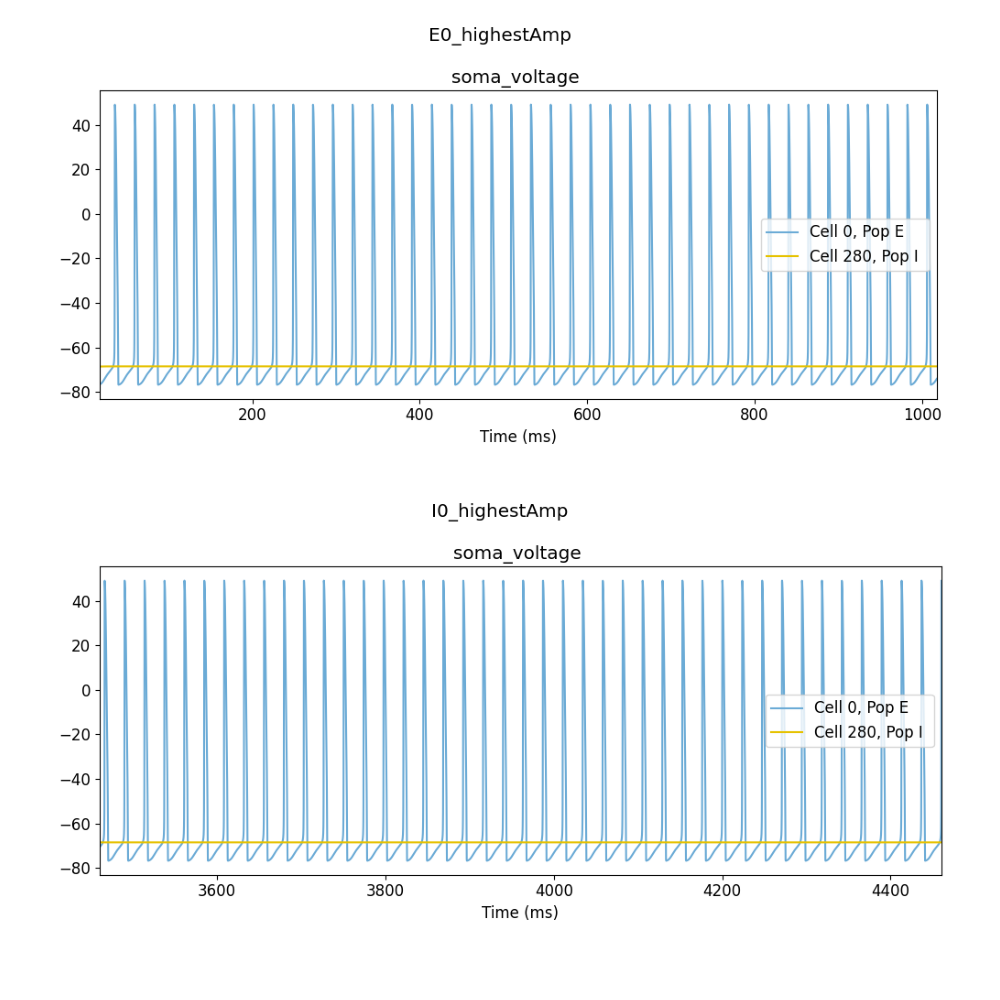 E0_highestAmp
soma_voltage
40
20
0
−20
−40
−60
−80
Cell 0, Pop E
Cell 280, Pop I
200
400
600
800
1000
Time (ms)
I0_highestAmp
soma_voltage
40
20
0
−20
−40
−60
−80
Cell 0, Pop E
Cell 280, Pop I
3600
3800
4000
4200
4400
Time (ms)